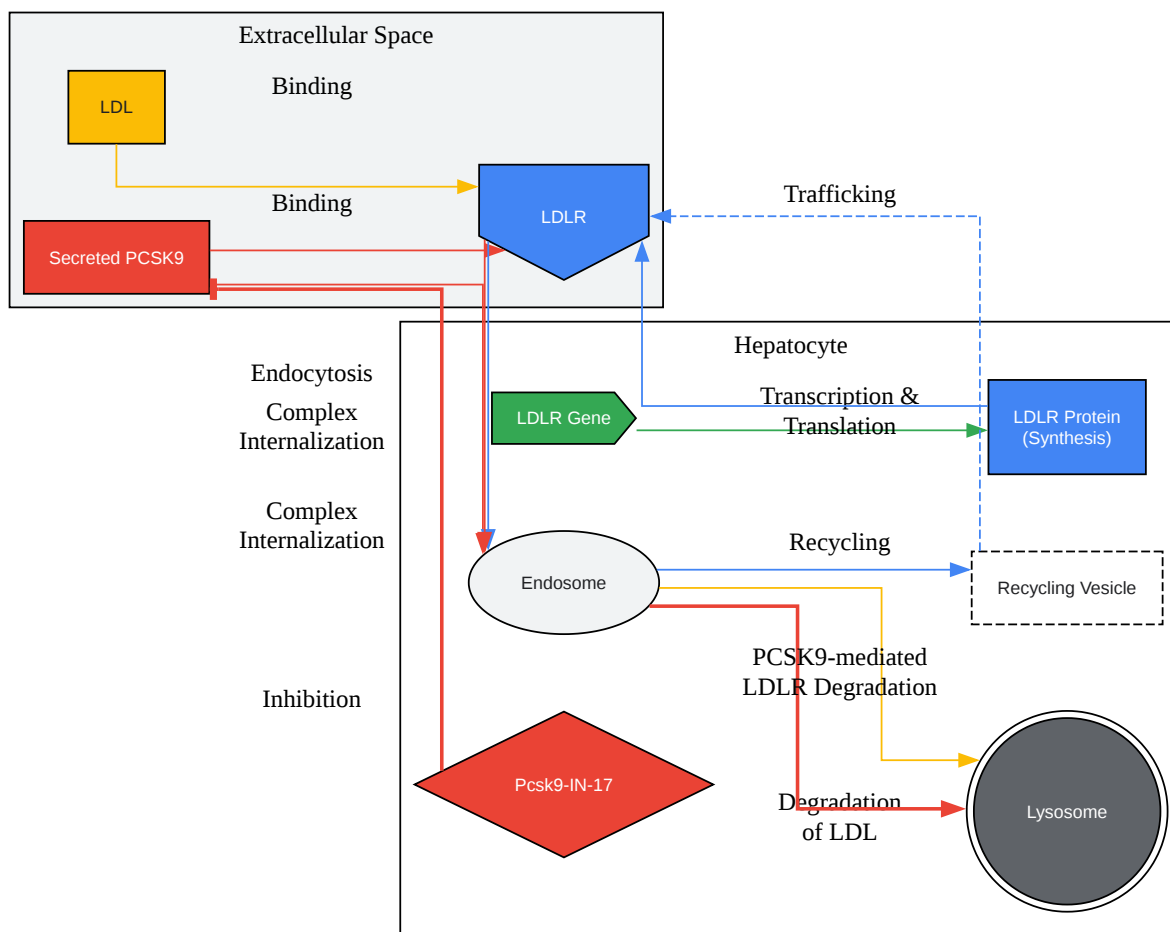 Extracellular Space
Binding
LDL
Binding
Trafficking
LDLR
Secreted PCSK9
Hepatocyte
Endocytosis
Complex
Internalization
LDLR Gene
Transcription &
Translation
LDLR Protein
(Synthesis)
Complex
Internalization
Recycling
Endosome
Recycling Vesicle
PCSK9-mediated
LDLR Degradation
Inhibition
Pcsk9-IN-17
Degradation
of LDL
Lysosome